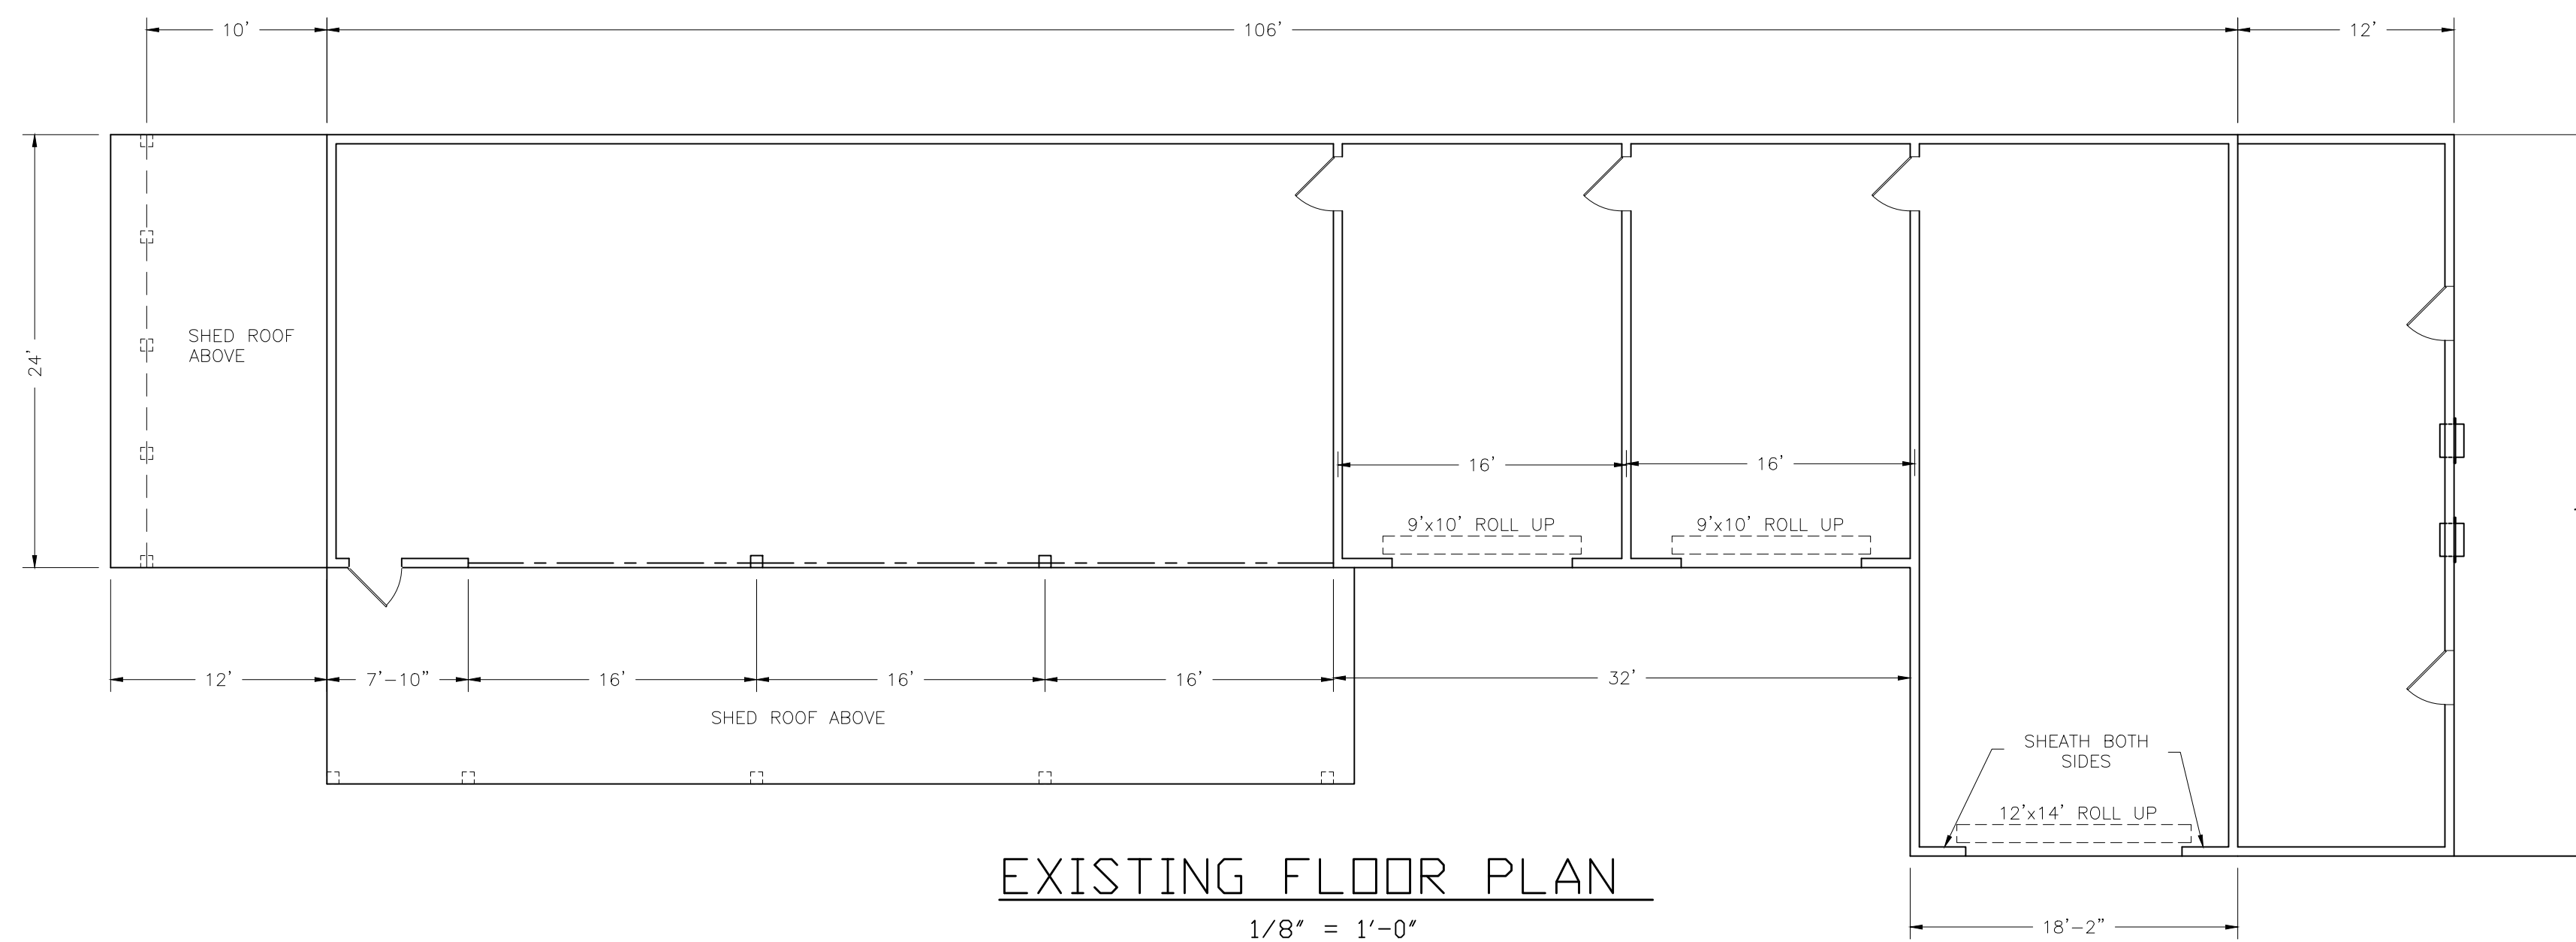 10'
106'
12'
24'
SHED ROOF
ABOVE
16'
16'
9'x10' ROLL UP
9'x10' ROLL UP
12'
7'-10"
16'
16'
16'
32'
SHED ROOF ABOVE
SHEATH BOTH
SIDES
12'x14' ROLL UP
EXISTING FLOOR PLAN
1/8" = 1'-0"
18'-2"